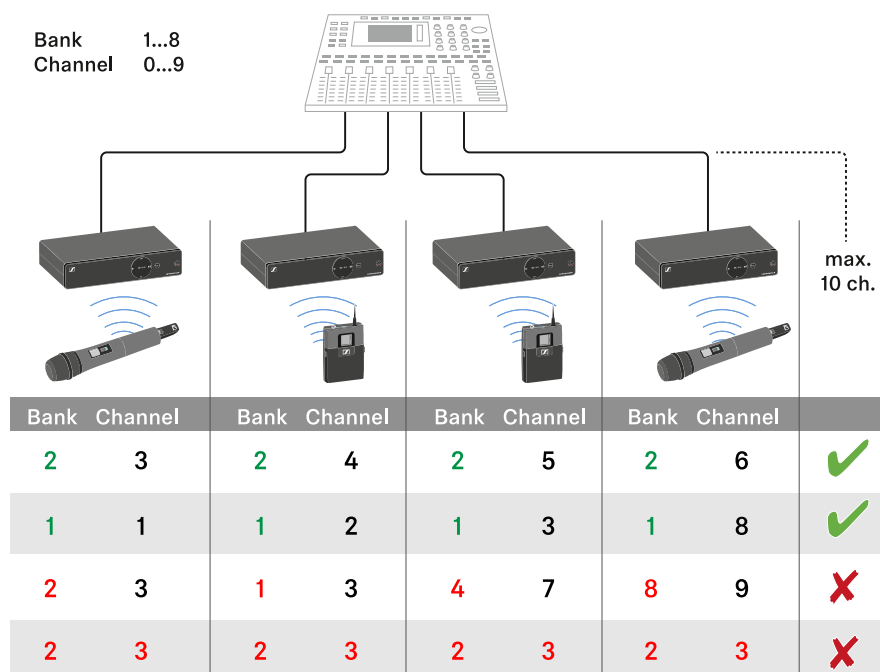 Bank 1...8
Channel 0...9
max.
10 ch.
Bank Channel Bank Channel Bank Channel Bank Channel
2 3 2 4 2 5 2 6
1 1 1 2 1 3 1 8
2 3 1 3 4 7 8 9
2 3 2 3 2 3 2 3